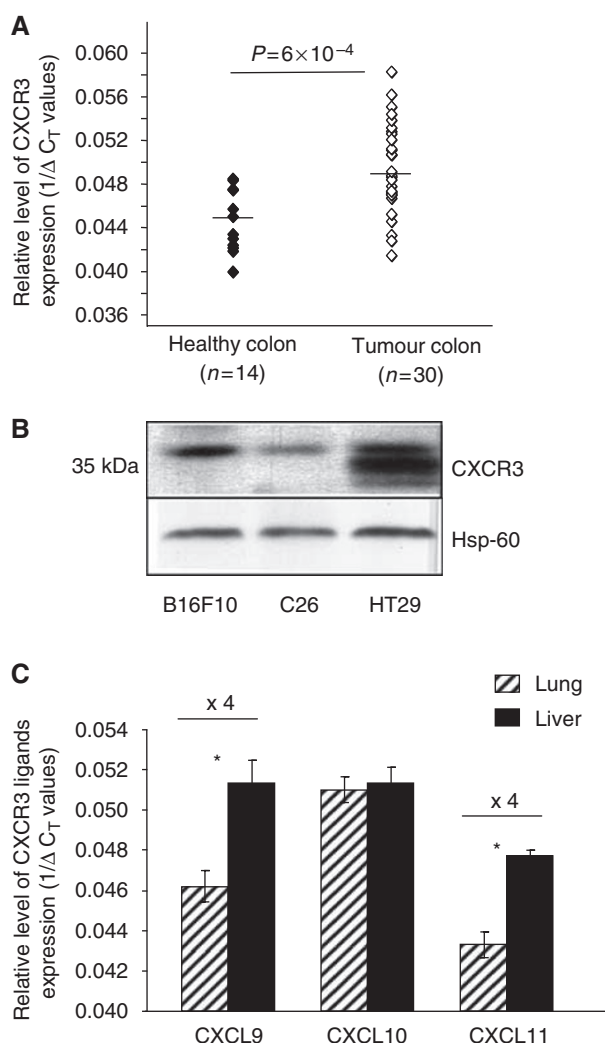 A
Relative level of CXCR3
expression (1/Δ C_T values)
0.060
0.056
0.052
0.048
0.044
0.040
0.036
P=6×10⁻⁴
Healthy colon
(n=14)
Tumour colon
(n=30)
B
35 kDa
CXCR3
Hsp-60
B16F10 C26 HT29
C
Lung
Liver
Relative level of CXCR3 ligands
expression (1/Δ C_T values)
0.054
0.052
0.050
0.048
0.046
0.044
0.042
0.040
x 4
*
x 4
*
CXCL9 CXCL10 CXCL11